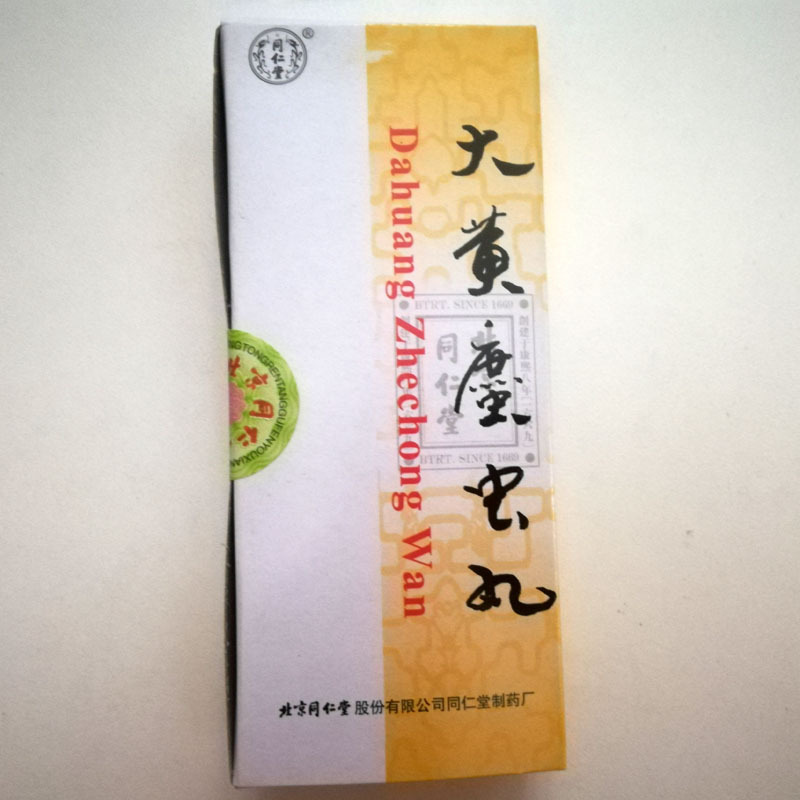 同仁堂
®
大黄䗪虫丸
Dahuang Zhechong Wan
BTRT. SINCE 1669
同仁堂
BTRT. SINCE 1669
北京同仁堂股份有限公司同仁堂制药厂